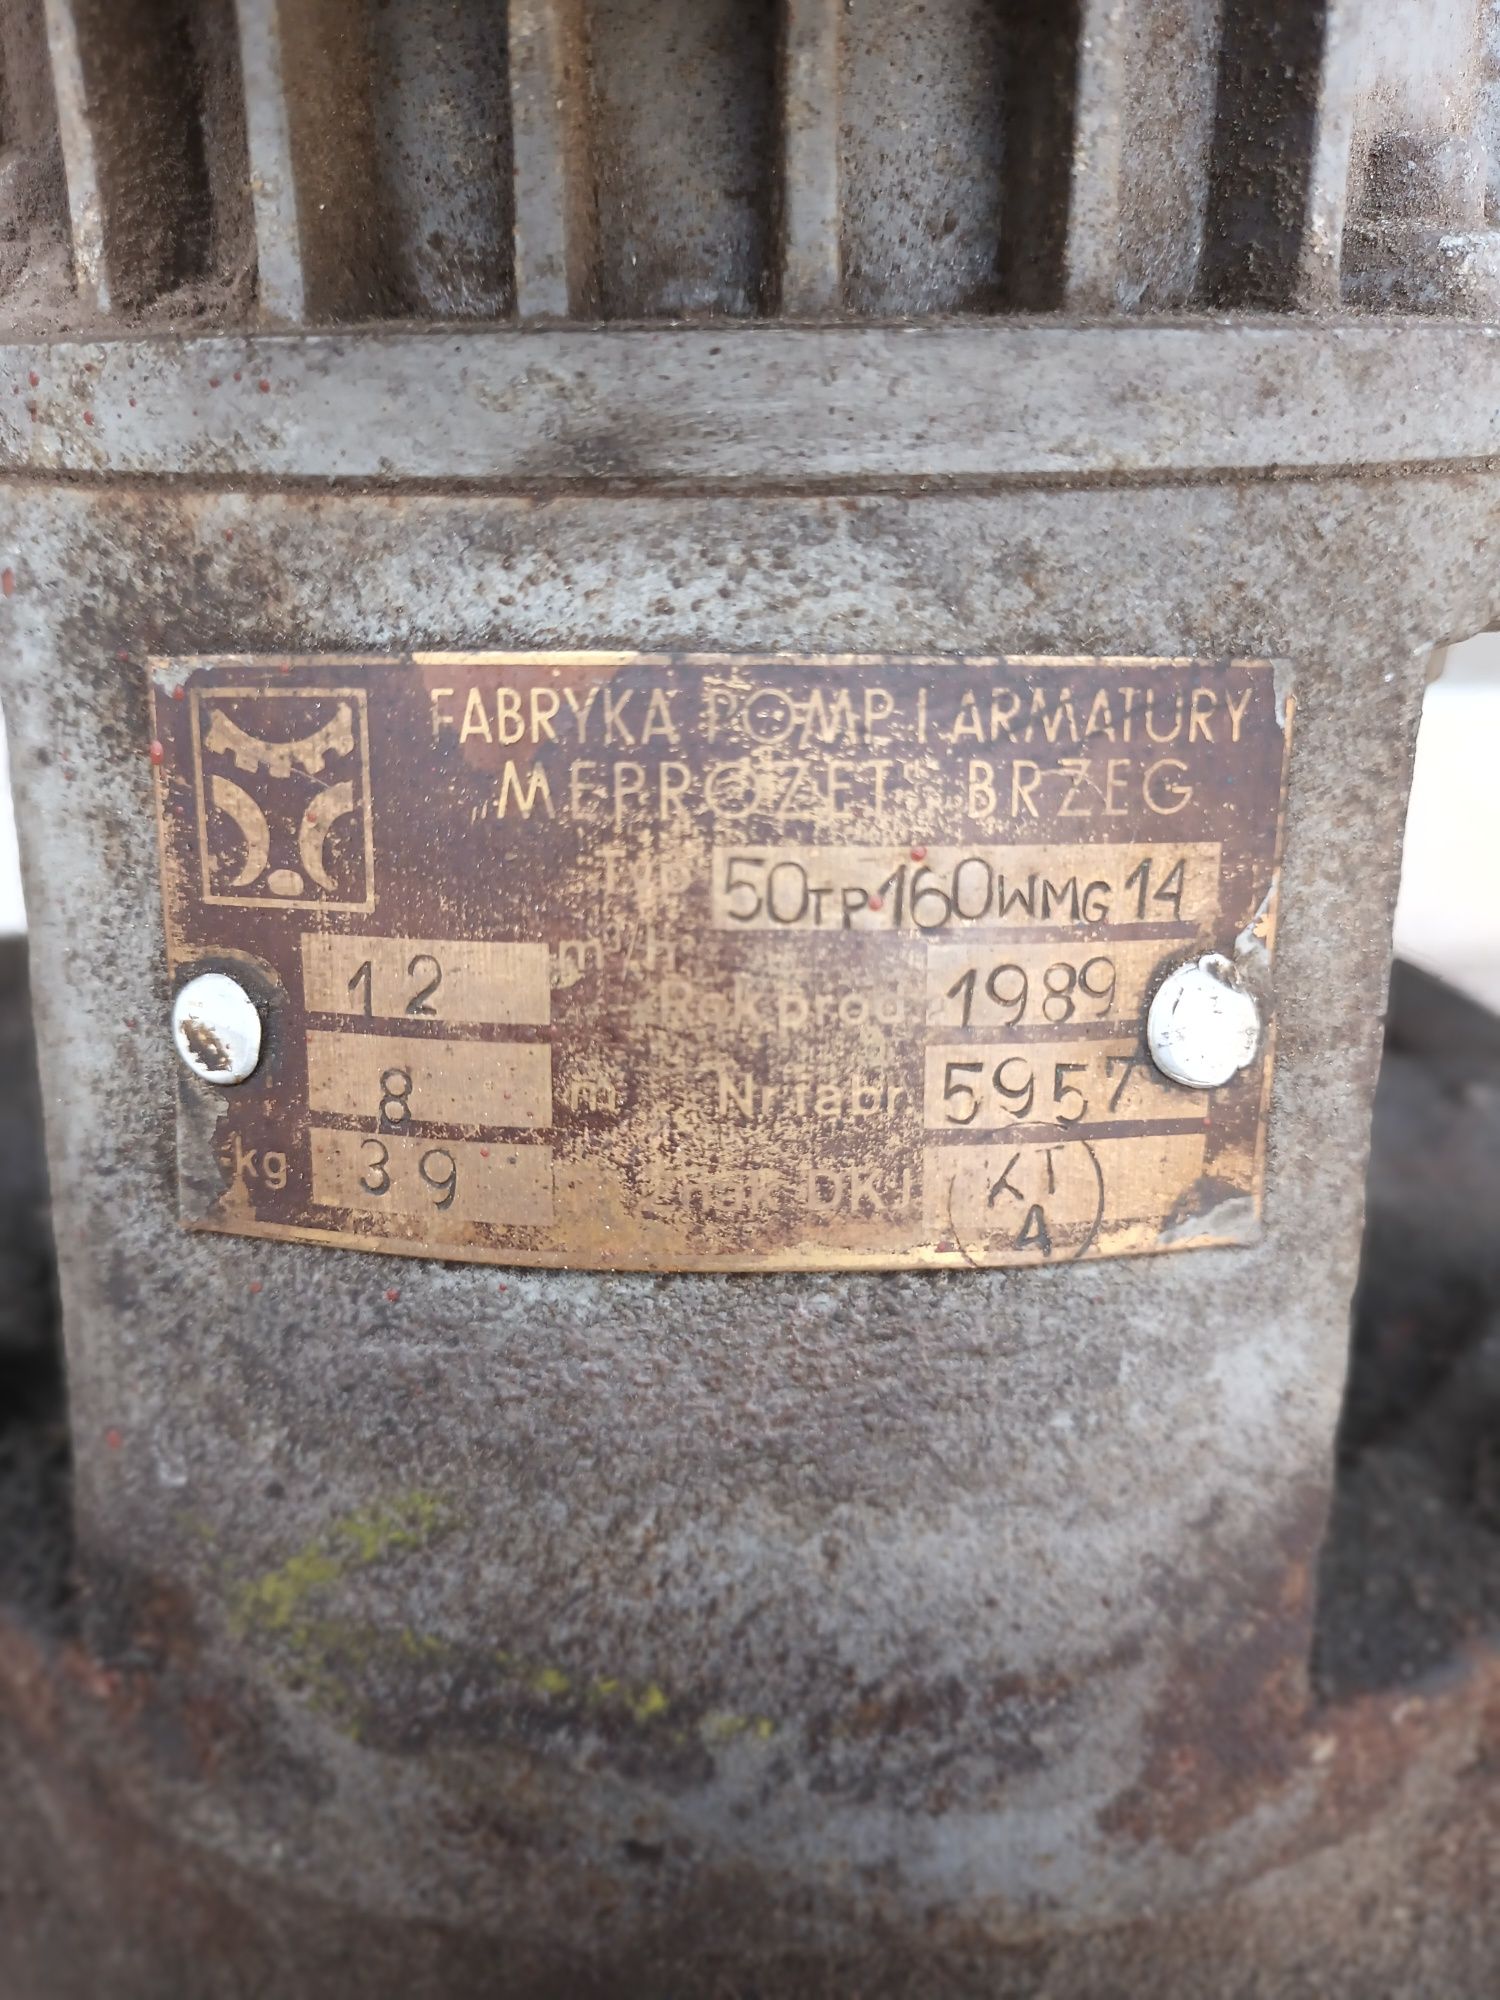 FABRYKA POMP I ARMATURY
„MEPROZET" BRZEG
Typ 50TP160WMG14
12 m³/h Rok prod. 1989
8 m Nr fabr. 5957
kg 39 Znak DKJ KT
4